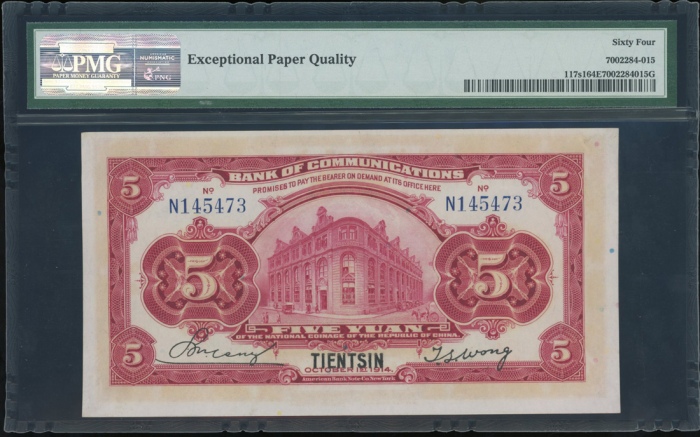 PMG
PAPER MONEY GUARANTY
NUMISMATIC
PNG
Exceptional Paper Quality
Sixty Four
7002284-015
117s164E7002284015G
BANK OF COMMUNICATIONS
PROMISES TO PAY THE BEARER ON DEMAND AT ITS OFFICE HERE
5
5
No
No
N145473
N145473
5
5
FIVE YUAN
OF THE NATIONAL COINAGE OF THE REPUBLIC OF CHINA.
5
5
TIENTSIN
T S Wong
OCTOBER 1st 1914.
American Bank Note Co. New York.